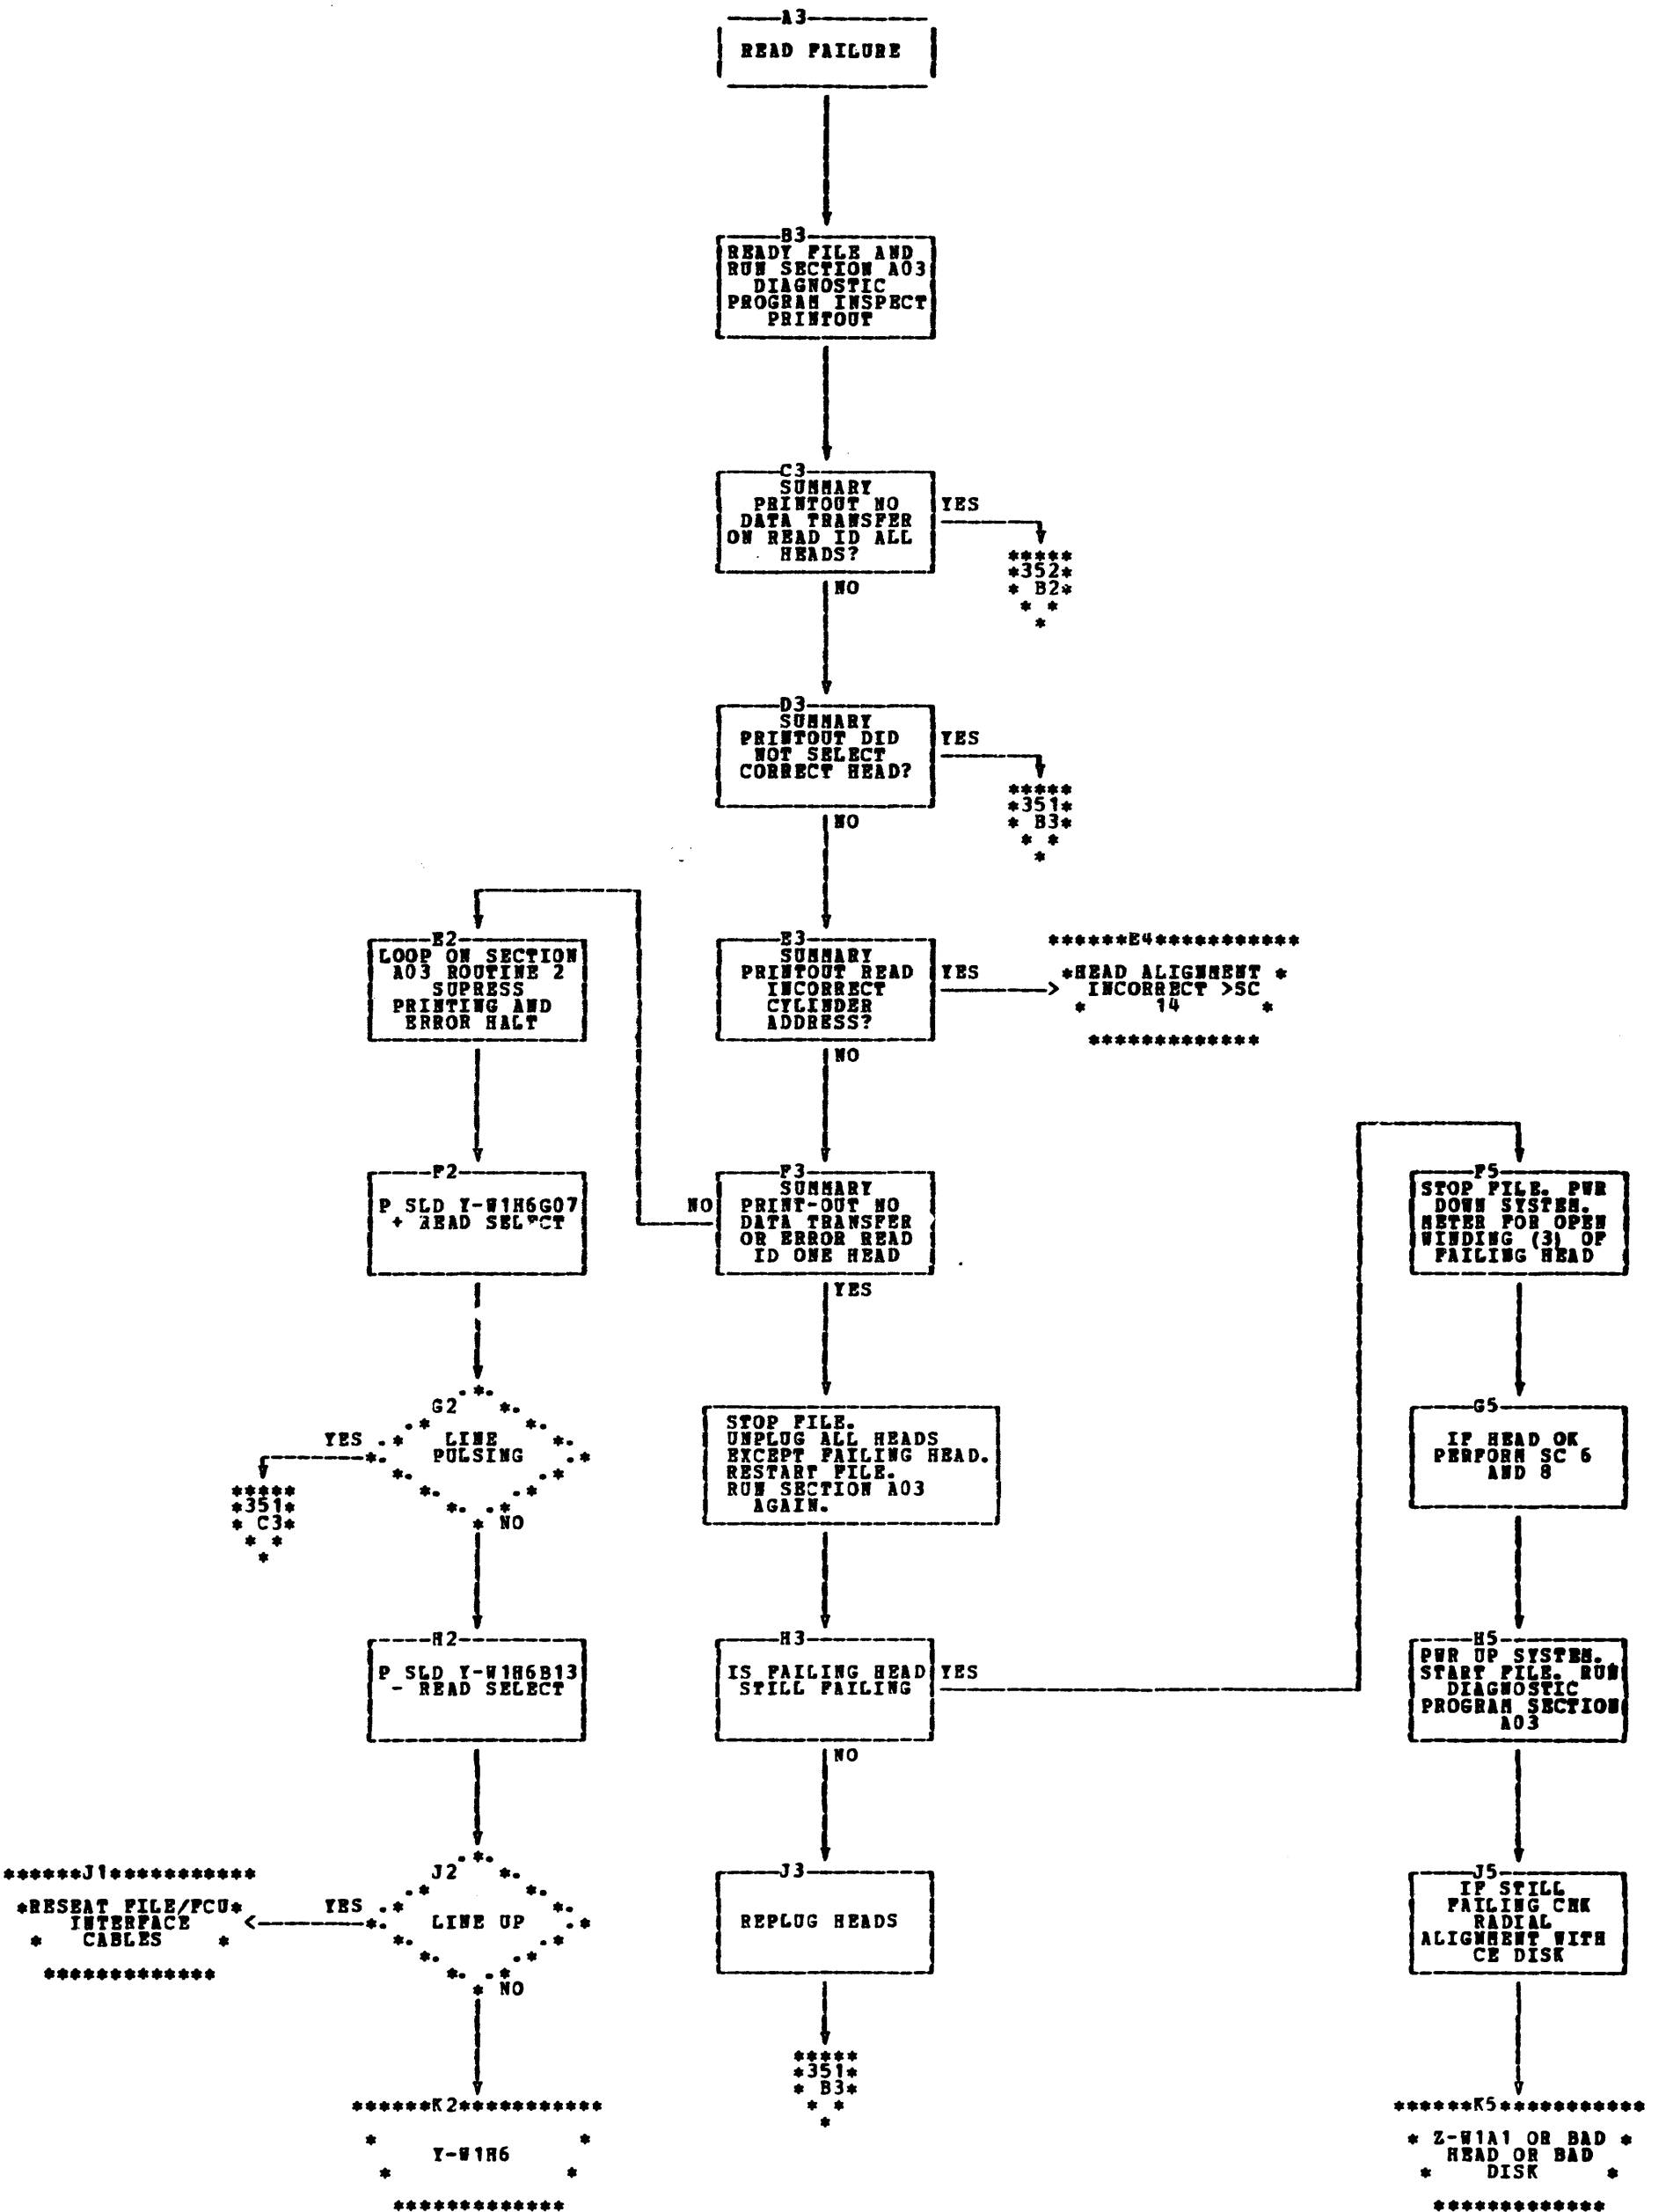 A3
READ FAILURE
B3
READY FILE AND
RUN SECTION A03
DIAGNOSTIC
PROGRAM INSPECT
PRINTOUT
C3
SUMMARY
PRINTOUT NO
DATA TRANSFER
ON READ ID ALL
HEADS?
YES
*****
*352*
* B2*
* *
*
NO
D3
SUMMARY
PRINTOUT DID
NOT SELECT
CORRECT HEAD?
YES
*****
*351*
* B3*
* *
*
NO
E2
LOOP ON SECTION
A03 ROUTINE 2
SUPRESS
PRINTING AND
ERROR HALT
E3
SUMMARY
PRINTOUT READ
INCORRECT
CYLINDER
ADDRESS?
YES
******E4***********
*HEAD ALIGNMENT *
INCORRECT >SC
* 14 *
*************
NO
F2
P SLD Y-W1H6G07
+ READ SELECT
F3
SUMMARY
PRINT-OUT NO
DATA TRANSFER
OR ERROR READ
ID ONE HEAD
NO
YES
F5
STOP FILE. PWR
DOWN SYSTEM.
METER FOR OPEN
WINDING (3) OF
FAILING HEAD
G2
LINE
PULSING
YES
*****
*351*
* C3*
* *
*
NO
STOP FILE.
UNPLUG ALL HEADS
EXCEPT FAILING HEAD.
RESTART FILE.
RUN SECTION A03
AGAIN.
G5
IF HEAD OK
PERFORM SC 6
AND 8
H2
P SLD Y-W1H6B13
- READ SELECT
H3
IS FAILING HEAD
STILL FAILING
YES
NO
H5
PWR UP SYSTEM.
START FILE. RUN
DIAGNOSTIC
PROGRAM SECTION
A03
******J1***********
*RESEAT FILE/FCU*
INTERFACE
* CABLES *
*************
YES
J2
LINE UP
NO
J3
REPLUG HEADS
*****
*351*
* B3*
* *
*
J5
IF STILL
FAILING CHK
RADIAL
ALIGNMENT WITH
CE DISK
******K2***********
* *
Y-W1H6
* *
*************
******K5***********
* Z-W1A1 OR BAD *
HEAD OR BAD
* DISK *
*************